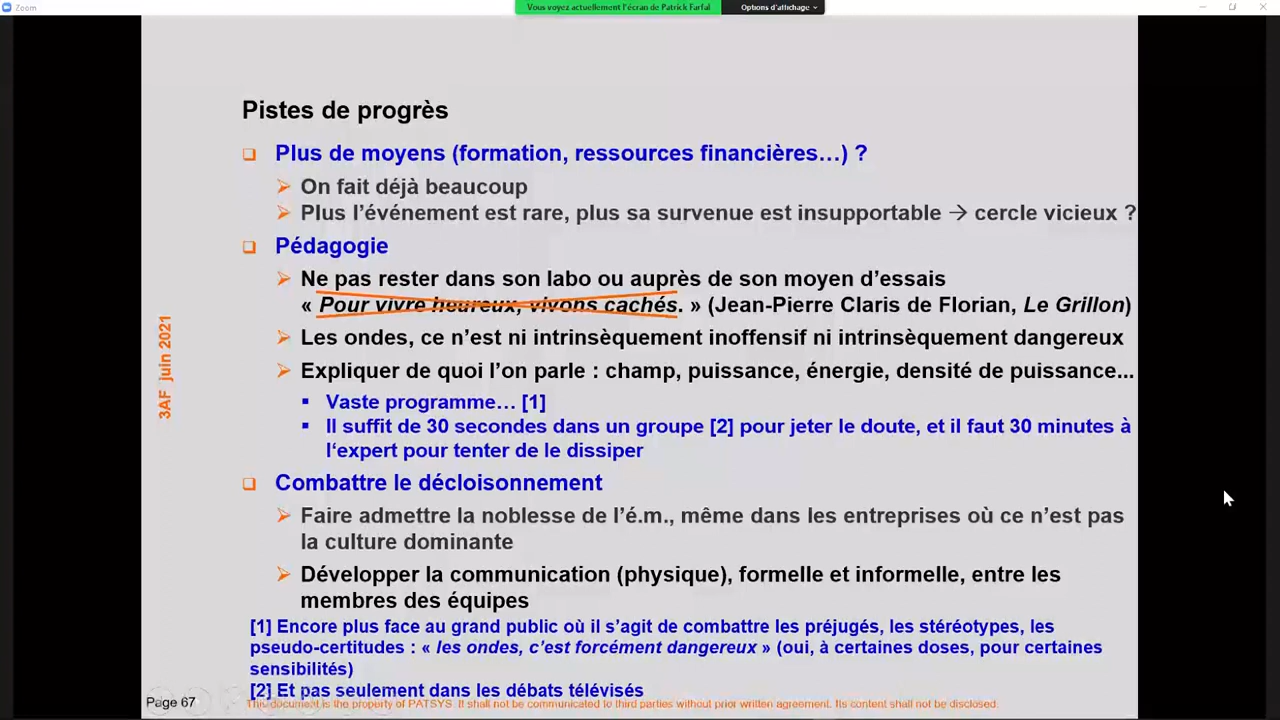 Zoom
Vous voyez actuellement l'écran de Patrick Farfal
Options d'affichage
Pistes de progrès
Plus de moyens (formation, ressources financières…) ?
On fait déjà beaucoup
Plus l'événement est rare, plus sa survenue est insupportable → cercle vicieux ?
Pédagogie
Ne pas rester dans son labo ou auprès de son moyen d'essais
« Pour vivre heureux, vivons cachés. » (Jean-Pierre Claris de Florian, Le Grillon)
Les ondes, ce n'est ni intrinsèquement inoffensif ni intrinsèquement dangereux
Expliquer de quoi l'on parle : champ, puissance, énergie, densité de puissance...
Vaste programme… [1]
Il suffit de 30 secondes dans un groupe [2] pour jeter le doute, et il faut 30 minutes à
l'expert pour tenter de le dissiper
Combattre le décloisonnement
Faire admettre la noblesse de l'é.m., même dans les entreprises où ce n'est pas
la culture dominante
Développer la communication (physique), formelle et informelle, entre les
membres des équipes
[1] Encore plus face au grand public où il s'agit de combattre les préjugés, les stéréotypes, les
pseudo-certitudes : « les ondes, c'est forcément dangereux » (oui, à certaines doses, pour certaines
sensibilités)
[2] Et pas seulement dans les débats télévisés
3AF juin 2021
Page 67
This document is the property of PATSYS. It shall not be communicated to third parties without prior written agreement. Its content shall not be disclosed.